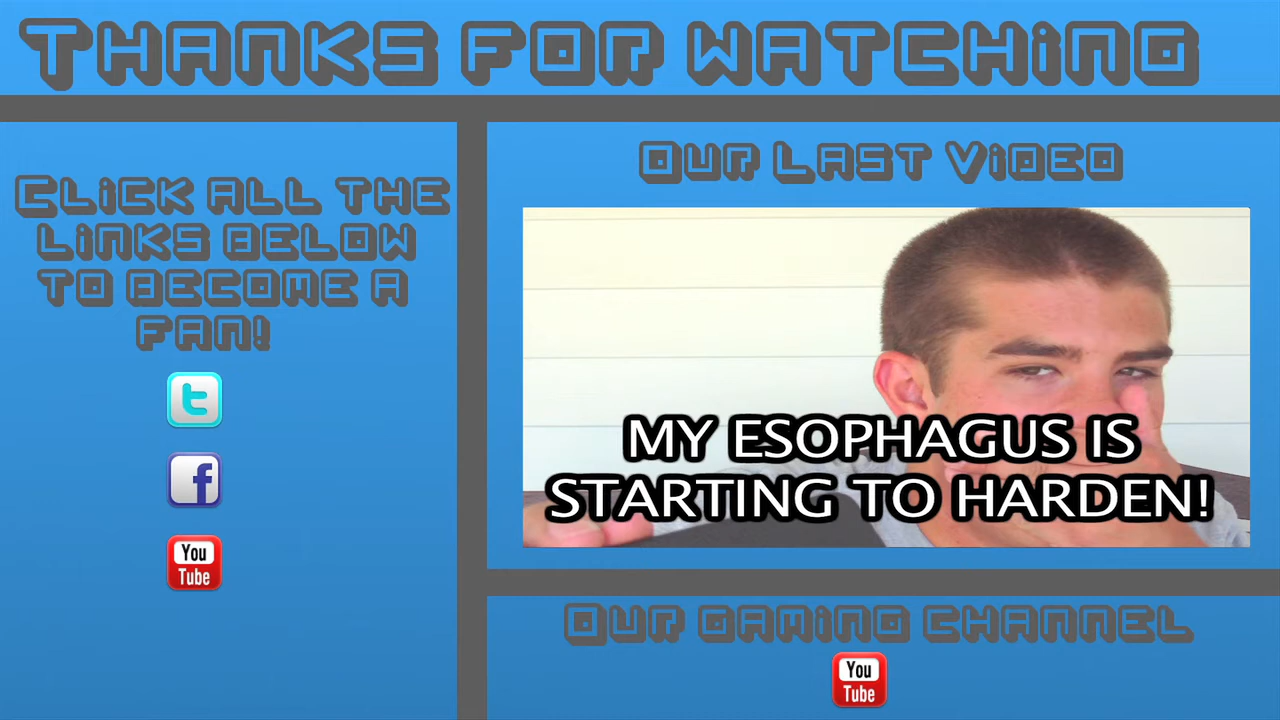 Thanks for watching
Click all the
links below
to become a
fan!
t
f
You
Tube
Our Last Video
MY ESOPHAGUS IS
STARTING TO HARDEN!
Our gaming channel
You
Tube